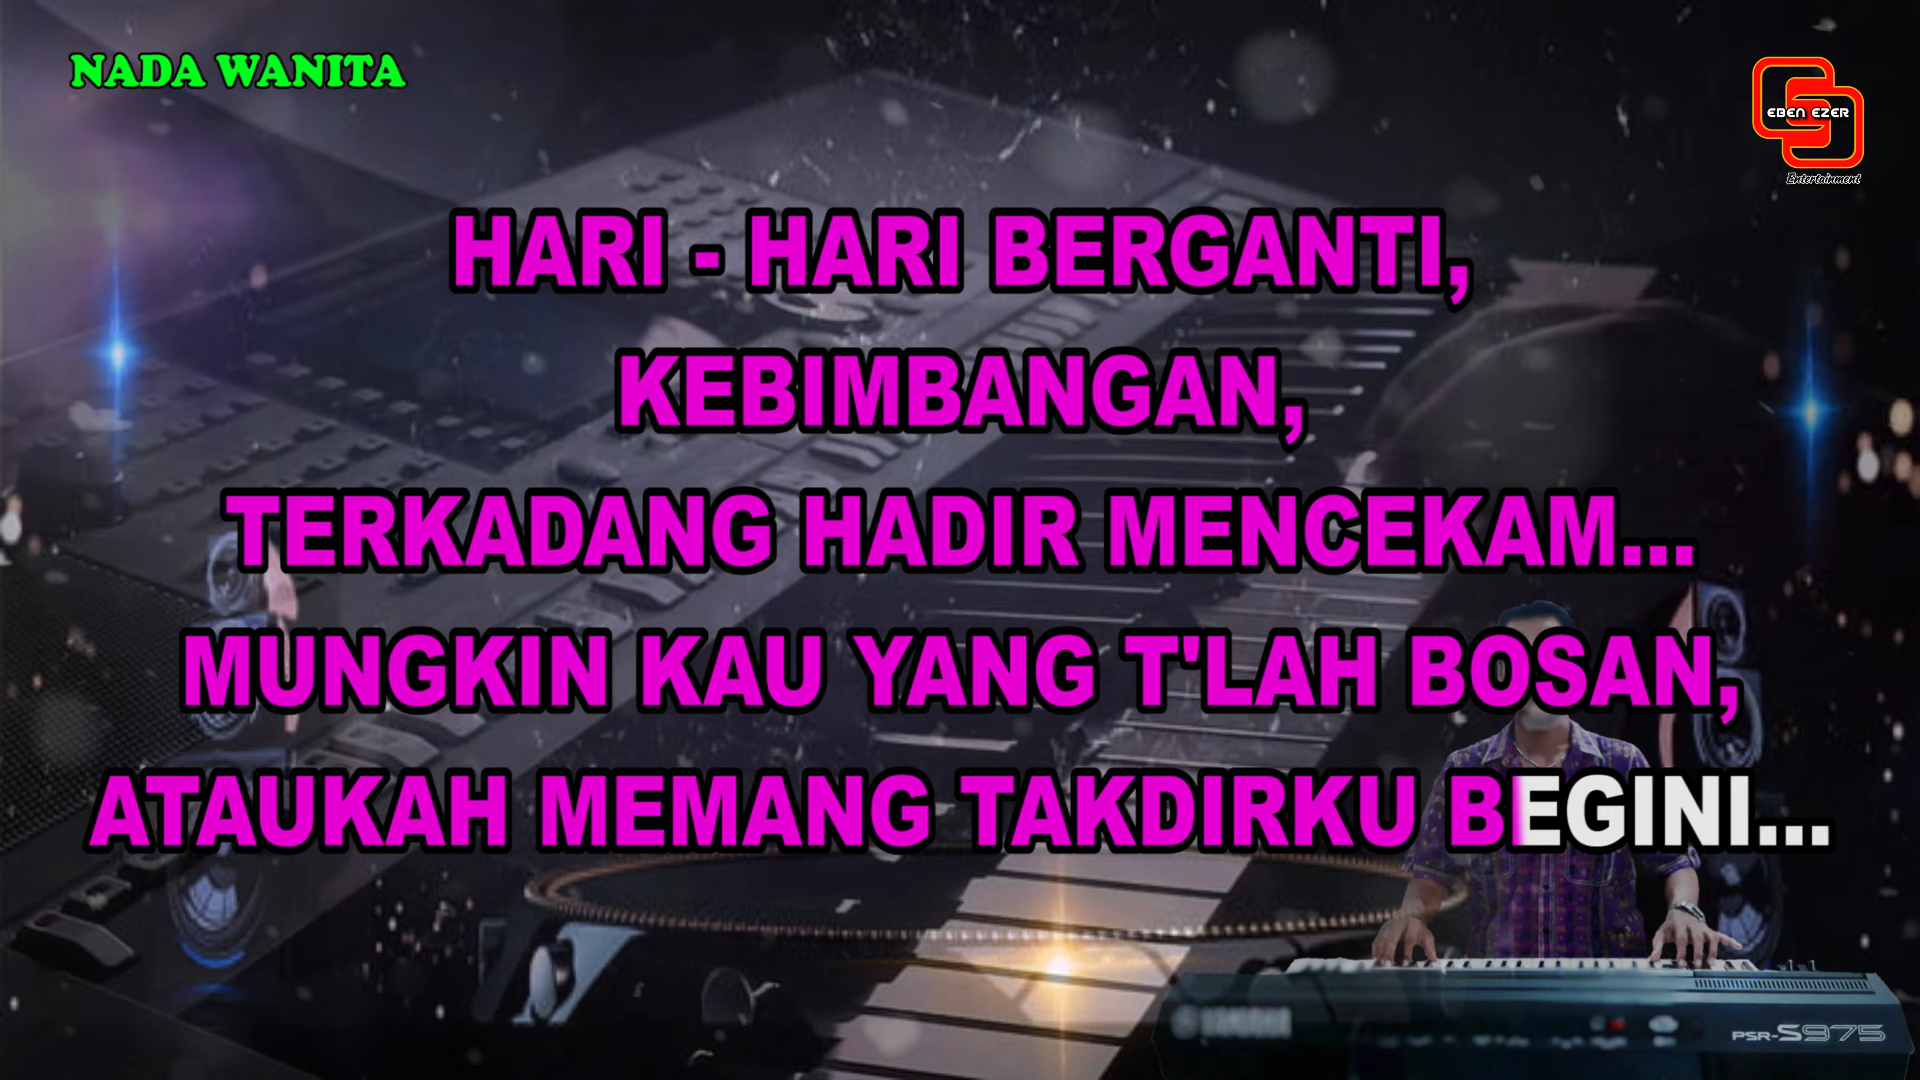 NADA WANITA
EBEN EZER
Entertainment
HARI - HARI BERGANTI,
KEBIMBANGAN,
TERKADANG HADIR MENCEKAM...
MUNGKIN KAU YANG T'LAH BOSAN,
ATAUKAH MEMANG TAKDIRKU BEGINI...
YAMAHA
PSR-S975